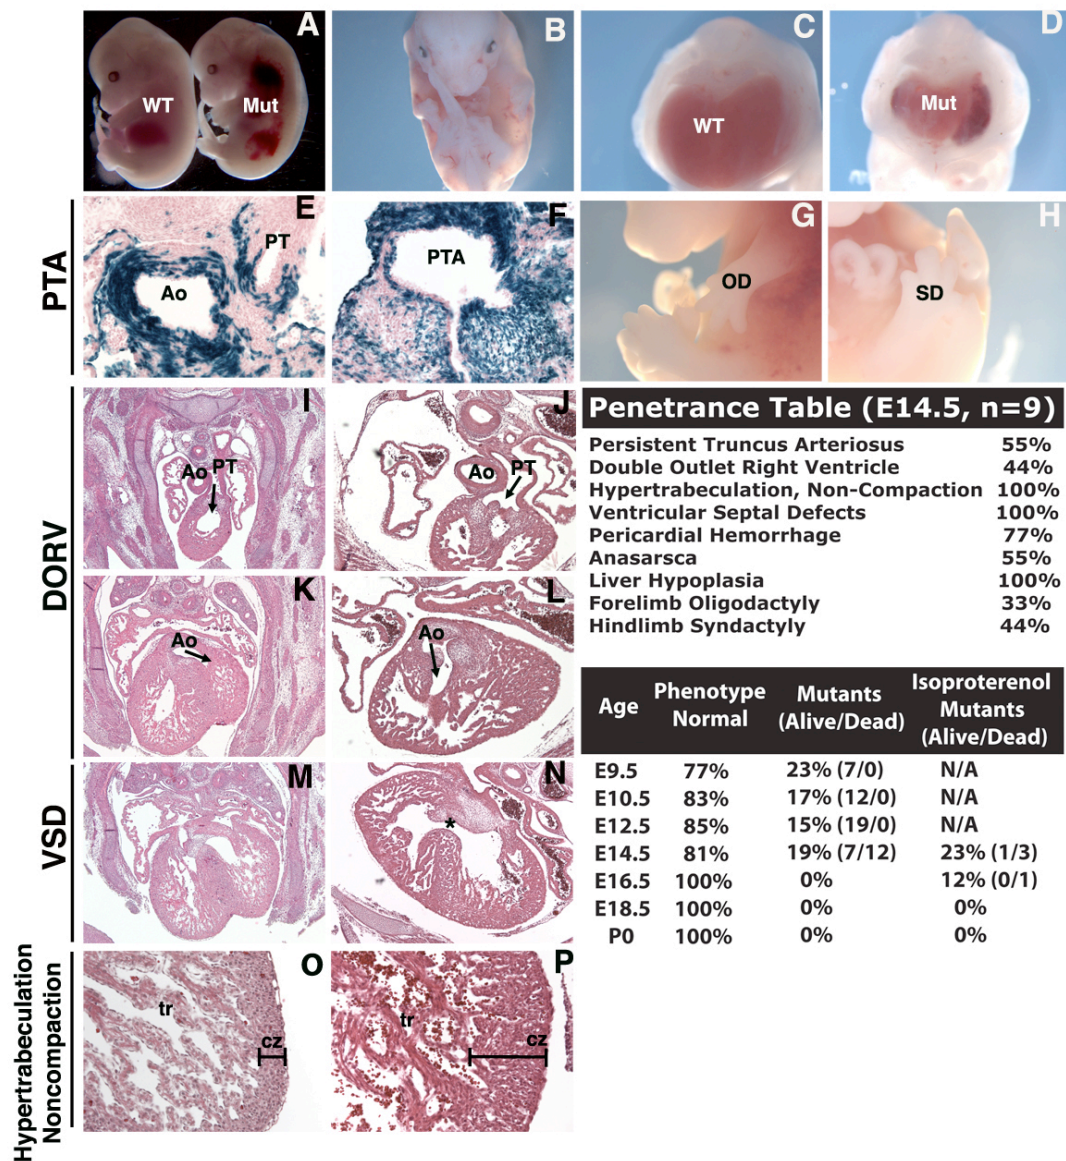 A
WT
Mut
B
C
WT
D
Mut
PTA
E
PT
Ao
F
PTA
G
OD
H
SD
DORV
I
Ao PT
J
Ao PT
K
Ao
L
Ao
VSD
M
N
*
Hypertrabeculation
Noncompaction
O
tr
cz
P
tr
cz
Penetrance Table (E14.5, n=9)
Persistent Truncus Arteriosus 55%
Double Outlet Right Ventricle 44%
Hypertrabeculation, Non-Compaction 100%
Ventricular Septal Defects 100%
Pericardial Hemorrhage 77%
Anasarsca 55%
Liver Hypoplasia 100%
Forelimb Oligodactyly 33%
Hindlimb Syndactyly 44%
Age Phenotype Normal Mutants (Alive/Dead) Isoproterenol Mutants (Alive/Dead)
E9.5 77% 23% (7/0) N/A
E10.5 83% 17% (12/0) N/A
E12.5 85% 15% (19/0) N/A
E14.5 81% 19% (7/12) 23% (1/3)
E16.5 100% 0% 12% (0/1)
E18.5 100% 0% 0%
P0 100% 0% 0%